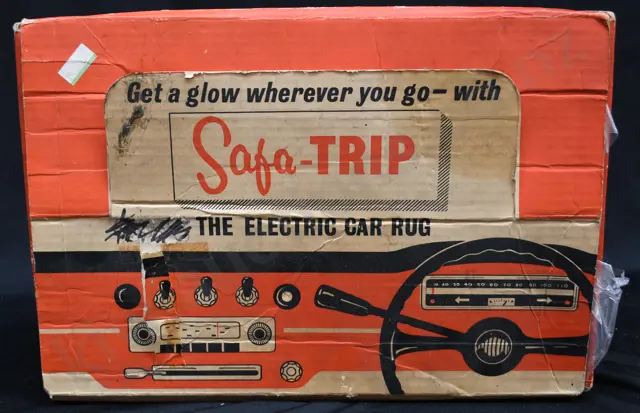 Get a glow wherever you go – with
Safa-TRIP
THE ELECTRIC CAR RUG